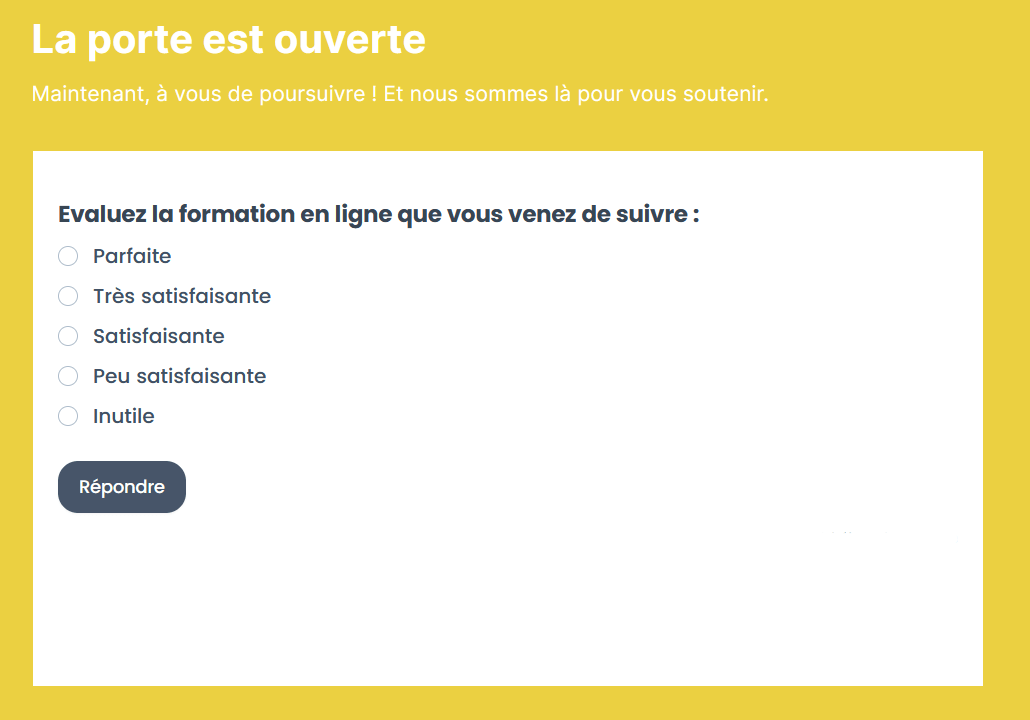 La porte est ouverte
Maintenant, à vous de poursuivre ! Et nous sommes là pour vous soutenir.
Evaluez la formation en ligne que vous venez de suivre :
Parfaite
Très satisfaisante
Satisfaisante
Peu satisfaisante
Inutile
Répondre